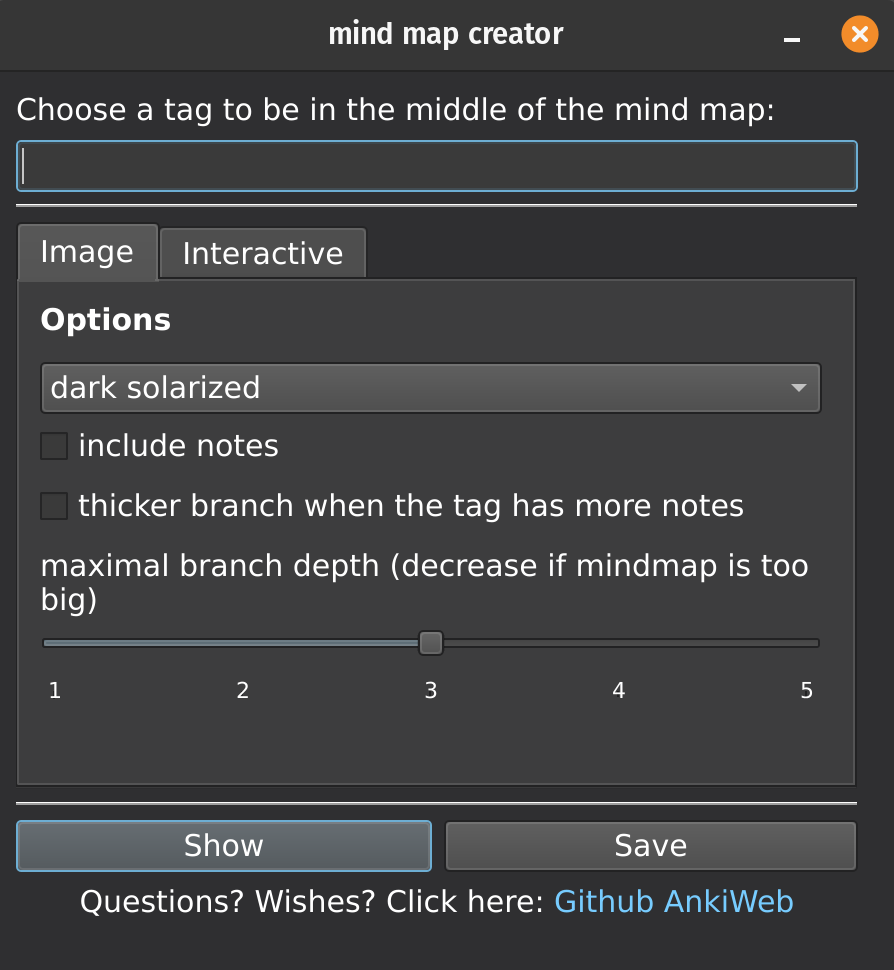 mind map creator
Choose a tag to be in the middle of the mind map:
Image Interactive
Options
dark solarized
include notes
thicker branch when the tag has more notes
maximal branch depth (decrease if mindmap is too
big)
1 2 3 4 5
Show Save
Questions? Wishes? Click here: Github AnkiWeb